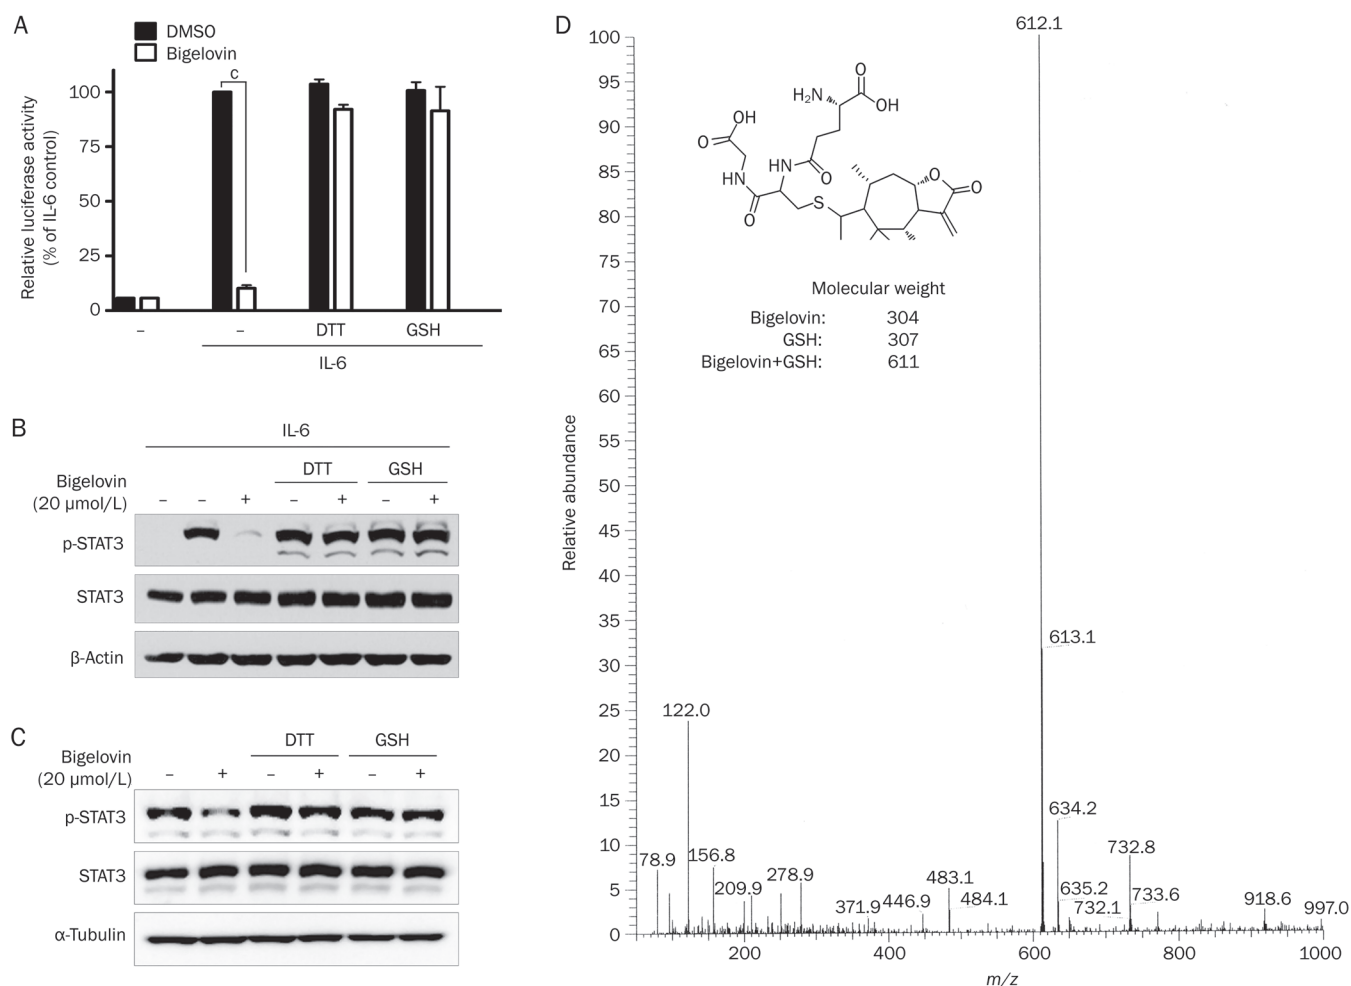 A
DMSO
Bigelovin
Relative luciferase activity
(% of IL-6 control)
100
75
50
25
0
c
– – DTT GSH
IL-6
B
IL-6
DTT GSH
Bigelovin
(20 µmol/L) – – + – + – +
p-STAT3
STAT3
β-Actin
C
DTT GSH
Bigelovin
(20 µmol/L) – + – + – +
p-STAT3
STAT3
α-Tubulin
D
Relative abundance
100
95
90
85
80
75
70
65
60
55
50
45
40
35
30
25
20
15
10
5
0
612.1
O
H₂N
OH
OH
O
HN
HN
O
O
S
O
O
Molecular weight
Bigelovin: 304
GSH: 307
Bigelovin+GSH: 611
613.1
122.0
634.2
78.9
156.8
732.8
209.9
278.9
483.1
635.2
733.6
371.9
446.9
484.1
732.1
918.6
997.0
200 400 600 800 1000
m/z